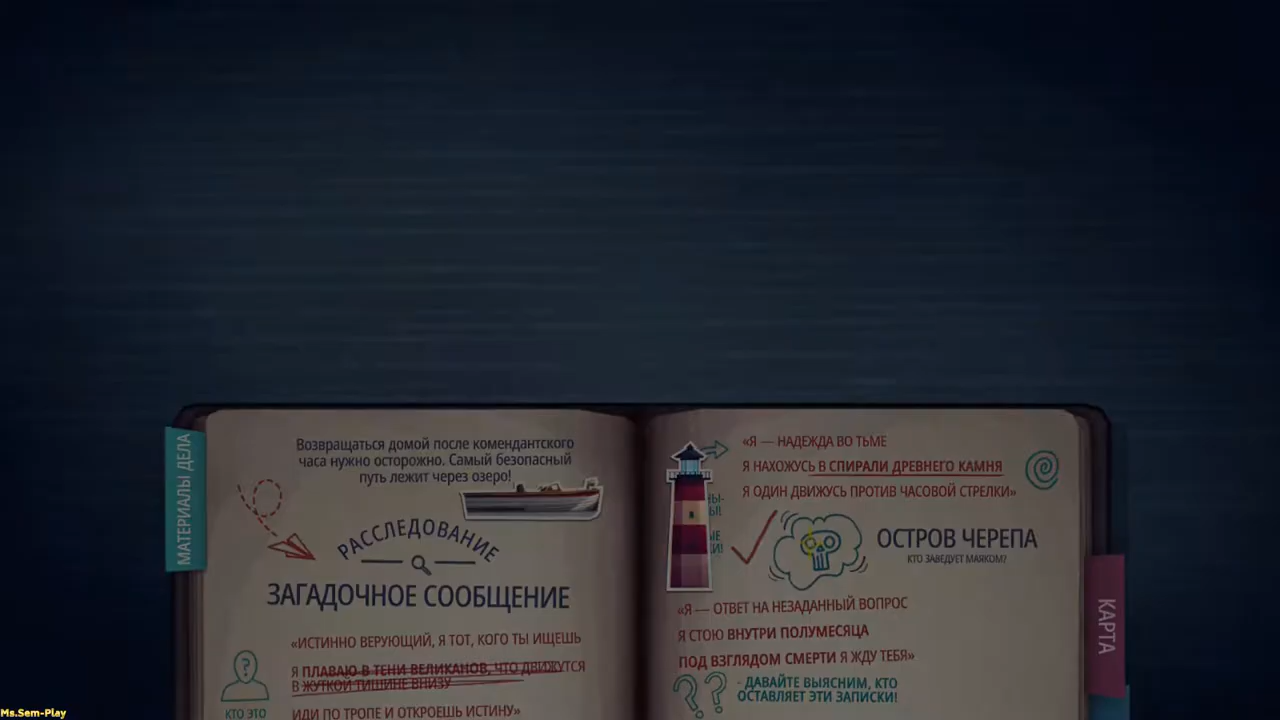 МАТЕРИАЛЫ ДЕЛА
Возвращаться домой после комендантского
часа нужно осторожно. Самый безопасный
путь лежит через озеро!
РАССЛЕДОВАНИЕ
ЗАГАДОЧНОЕ СООБЩЕНИЕ
«ИСТИННО ВЕРУЮЩИЙ, Я ТОТ, КОГО ТЫ ИЩЕШЬ
Я ПЛАВАЮ В ТЕНИ ВЕЛИКАНОВ, ЧТО ДВИЖУТСЯ
В ЖУТКОЙ ТИШИНЕ ВНИЗУ
ИДИ ПО ТРОПЕ И ОТКРОЕШЬ ИСТИНУ»
КТО ЭТО
«Я — НАДЕЖДА ВО ТЬМЕ
Я НАХОЖУСЬ В СПИРАЛИ ДРЕВНЕГО КАМНЯ
Я ОДИН ДВИЖУСЬ ПРОТИВ ЧАСОВОЙ СТРЕЛКИ»
ОСТРОВ ЧЕРЕПА
КТО ЗАВЕДУЕТ МАЯКОМ?
«Я — ОТВЕТ НА НЕЗАДАННЫЙ ВОПРОС
Я СТОЮ ВНУТРИ ПОЛУМЕСЯЦА
ПОД ВЗГЛЯДОМ СМЕРТИ Я ЖДУ ТЕБЯ»
- ДАВАЙТЕ ВЫЯСНИМ, КТО
ОСТАВЛЯЕТ ЭТИ ЗАПИСКИ!
КАРТА
Ms.Sem-Play